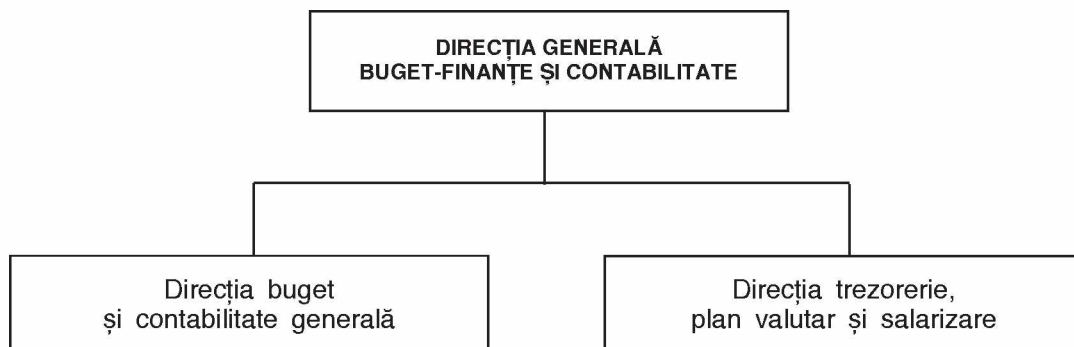 DIRECȚIA GENERALĂ
BUGET-FINANȚE ȘI CONTABILITATE
Direcția buget
și contabilitate generală
Direcția trezorerie,
plan valutar și salarizare